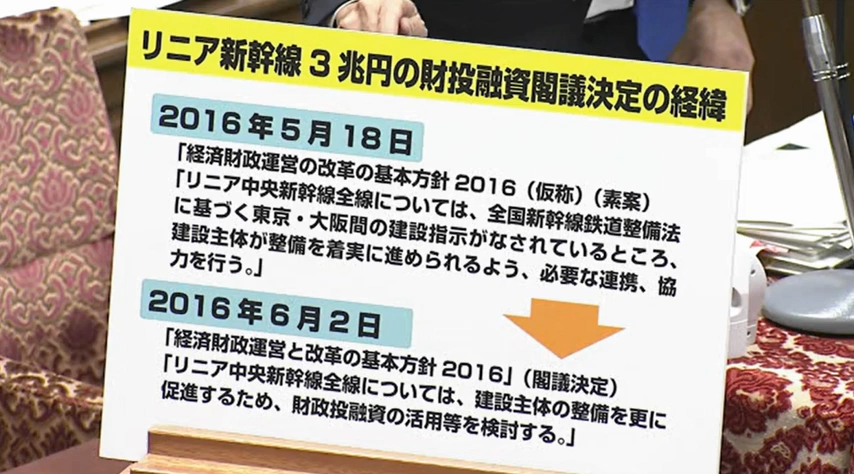 リニア新幹線3兆円の財投融資閣議決定の経緯
2016年5月18日
「経済財政運営の改革の基本方針2016(仮称)(素案)
「リニア中央新幹線全線については、全国新幹線鉄道整備法
に基づく東京・大阪間の建設指示がなされているところ、
建設主体が整備を着実に進められるよう、必要な連携、協
力を行う。」
2016年6月2日
「経済財政運営と改革の基本方針2016」(閣議決定)
「リニア中央新幹線全線については、建設主体の整備を更に
促進するため、財政投融資の活用等を検討する。」